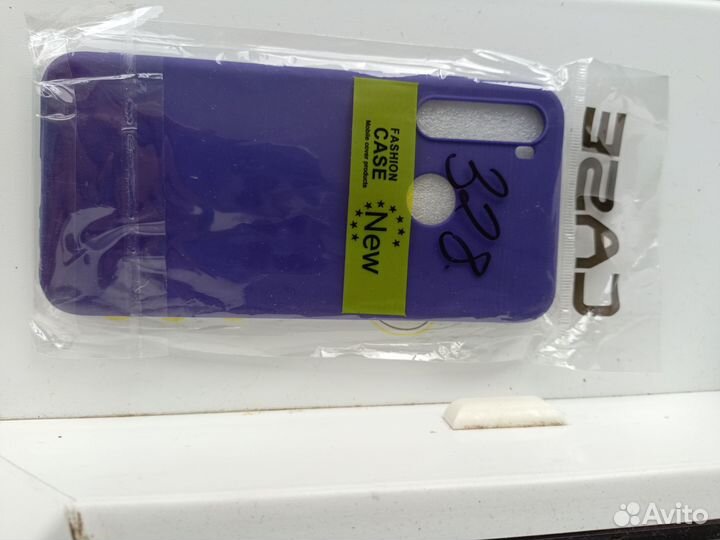 FASHION
CASE
Mobile cover products
New
328
CASE
Avito